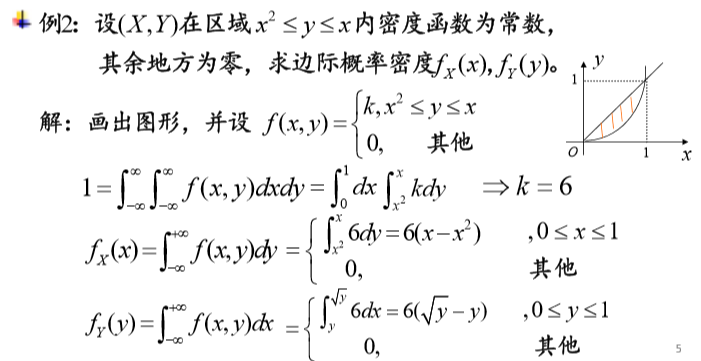 例2：设(X,Y)在区域x²≤y≤x内密度函数为常数，
其余地方为零，求边际概率密度f_X(x),f_Y(y)。
解：画出图形，并设 f(x,y)={k,x²≤y≤x
0, 其他
y
1
O 1 x
1=∫_{-∞}^{∞}∫_{-∞}^{∞}f(x,y)dxdy=∫_0^1dx∫_{x²}^{x}kdy ⇒k=6
f_X(x)=∫_{-∞}^{+∞}f(x,y)dy={∫_{x²}^{x}6dy=6(x-x²) ,0≤x≤1
0, 其他
f_Y(y)=∫_{-∞}^{+∞}f(x,y)dx={∫_y^{√y}6dx=6(√y-y) ,0≤y≤1
0, 其他
5